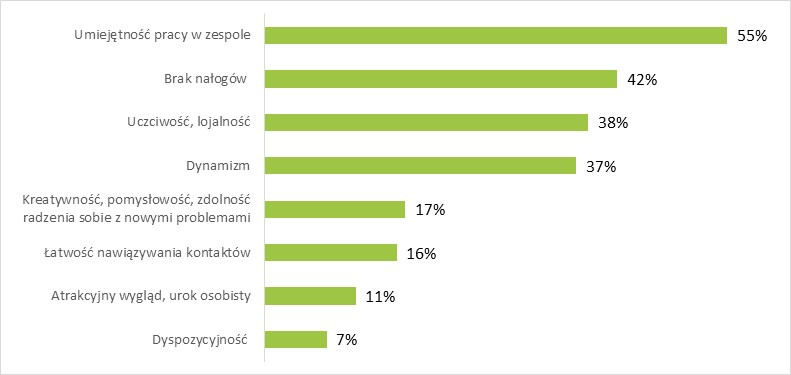 Umiejętność pracy w zespole 55%
Brak nałogów 42%
Uczciwość, lojalność 38%
Dynamizm 37%
Kreatywność, pomysłowość, zdolność
radzenia sobie z nowymi problemami 17%
Łatwość nawiązywania kontaktów 16%
Atrakcyjny wygląd, urok osobisty 11%
Dyspozycyjność 7%